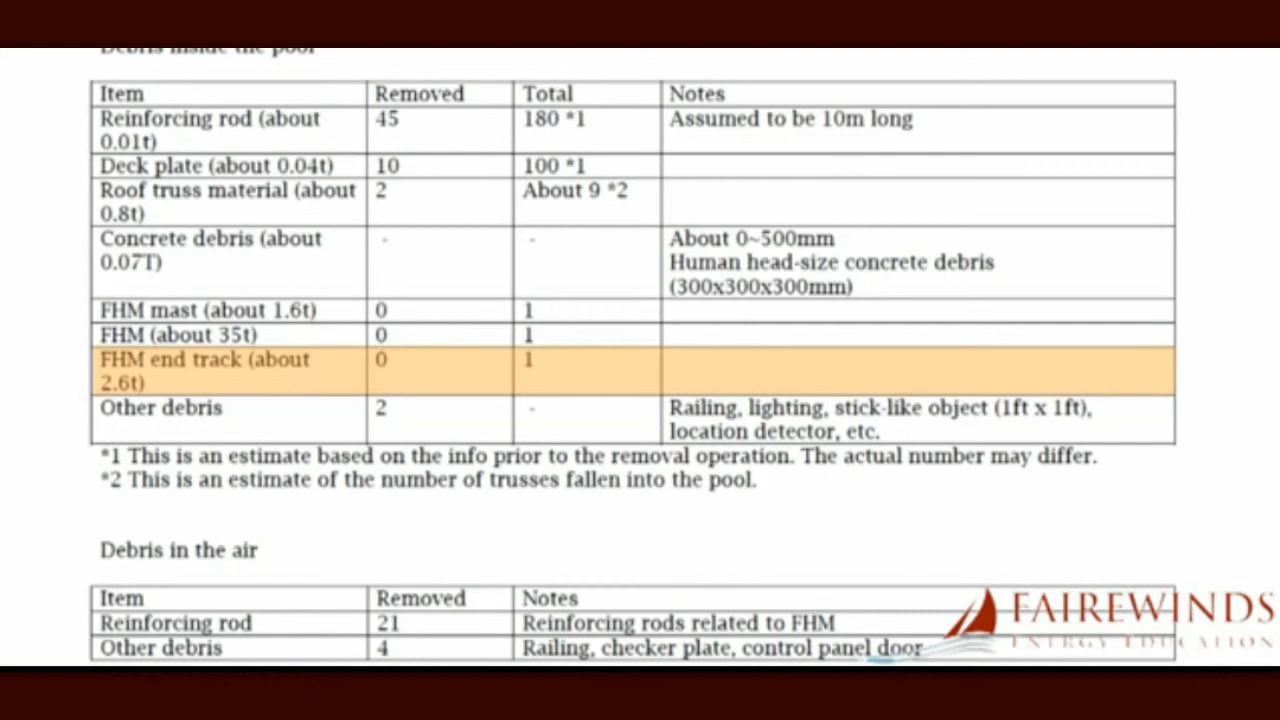 Debris inside the pool
Item Removed Total Notes
Reinforcing rod (about 45 180 *1 Assumed to be 10m long
0.01t)
Deck plate (about 0.04t) 10 100 *1
Roof truss material (about 2 About 9 *2
0.8t)
Concrete debris (about - - About 0~500mm
0.07T) Human head-size concrete debris
(300x300x300mm)
FHM mast (about 1.6t) 0 1
FHM (about 35t) 0 1
FHM end track (about 0 1
2.6t)
Other debris 2 - Railing, lighting, stick-like object (1ft x 1ft),
location detector, etc.
*1 This is an estimate based on the info prior to the removal operation. The actual number may differ.
*2 This is an estimate of the number of trusses fallen into the pool.
Debris in the air
Item Removed Notes
Reinforcing rod 21 Reinforcing rods related to FHM
Other debris 4 Railing, checker plate, control panel door
FAIREWINDS
ENERGY EDUCATION